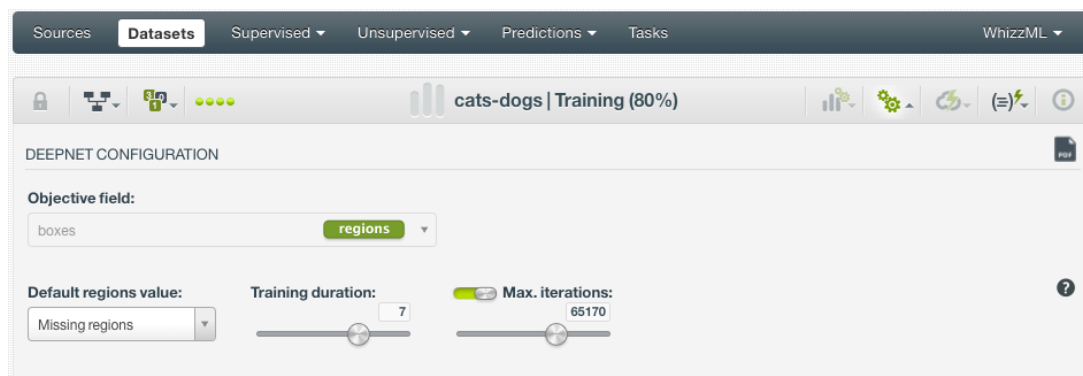 Sources Datasets Supervised Unsupervised Predictions Tasks WhizzML
cats-dogs | Training (80%)
DEEPNET CONFIGURATION
PDF
Objective field:
boxes regions
Default regions value: Training duration: Max. iterations:
Missing regions 7 65170